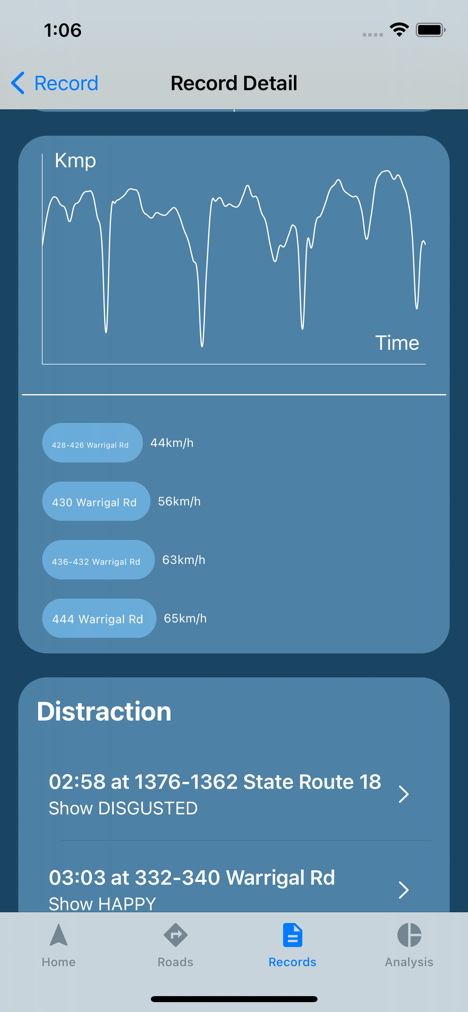 1:06
Record
Record Detail
Kmp
Time
428-426 Warrigal Rd 44km/h
430 Warrigal Rd 56km/h
436-432 Warrigal Rd 63km/h
444 Warrigal Rd 65km/h
Distraction
02:58 at 1376-1362 State Route 18
Show DISGUSTED
03:03 at 332-340 Warrigal Rd
Show HAPPY
Home
Roads
Records
Analysis